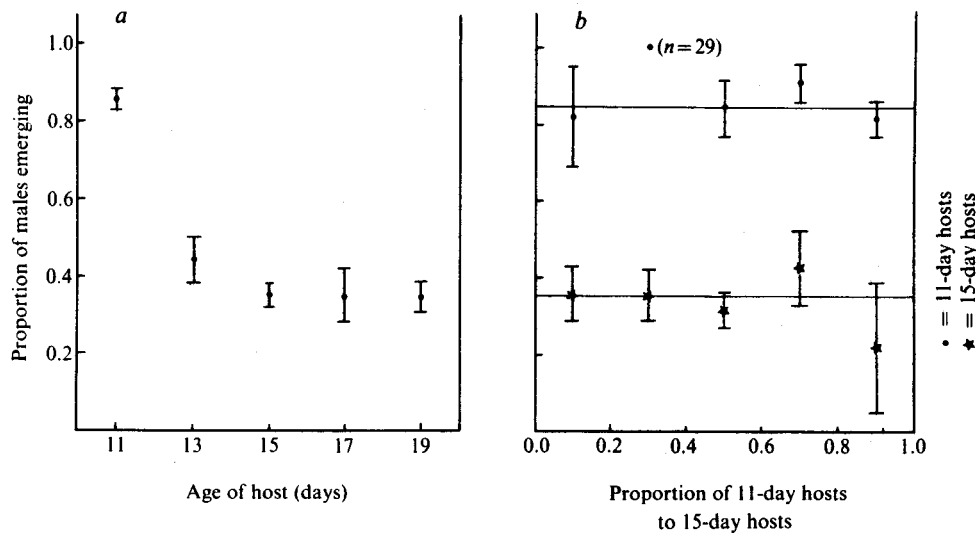 a
1.0
0.8
0.6
0.4
0.2
Proportion of males emerging
11 13 15 17 19
Age of host (days)
b
• (n = 29)
0.0 0.2 0.4 0.6 0.8 1.0
Proportion of 11-day hosts
to 15-day hosts
• = 11-day hosts
★ = 15-day hosts